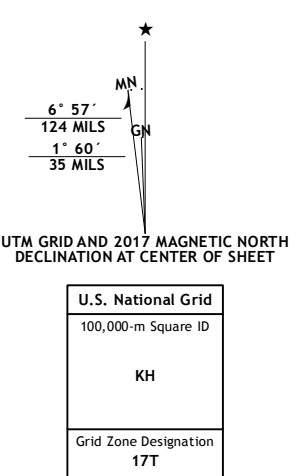 ★
MN
6° 57´
124 MILS
GN
1° 60´
35 MILS
UTM GRID AND 2017 MAGNETIC NORTH
DECLINATION AT CENTER OF SHEET
U.S. National Grid
100,000-m Square ID
KH
Grid Zone Designation
17T